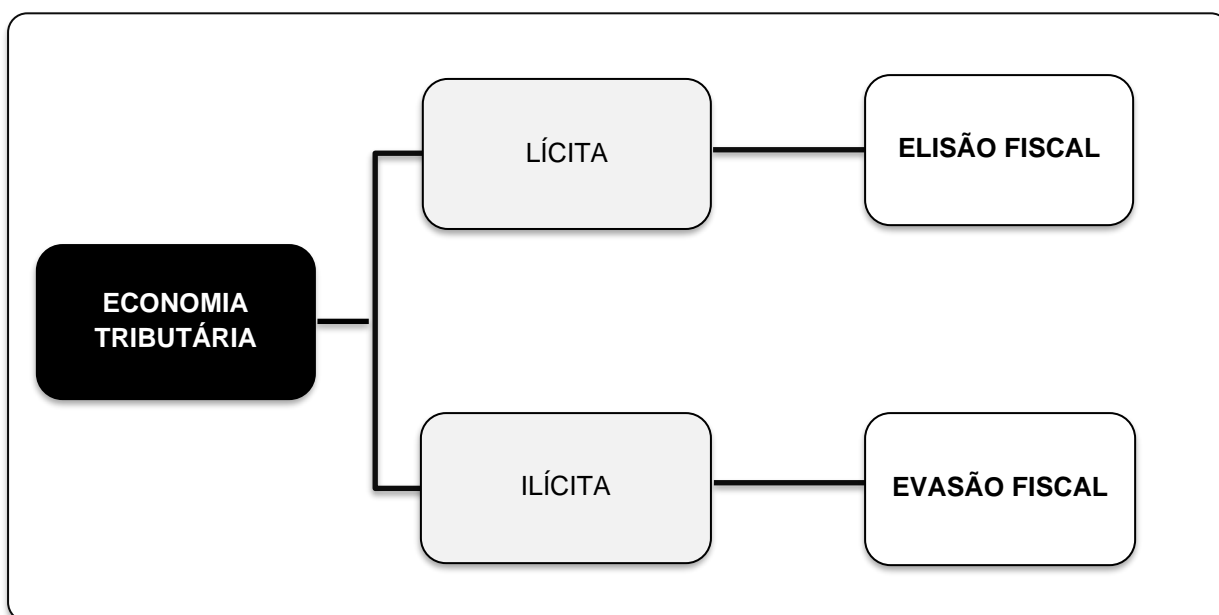 ECONOMIA
TRIBUTÁRIA
LÍCITA
ELISÃO FISCAL
ILÍCITA
EVASÃO FISCAL